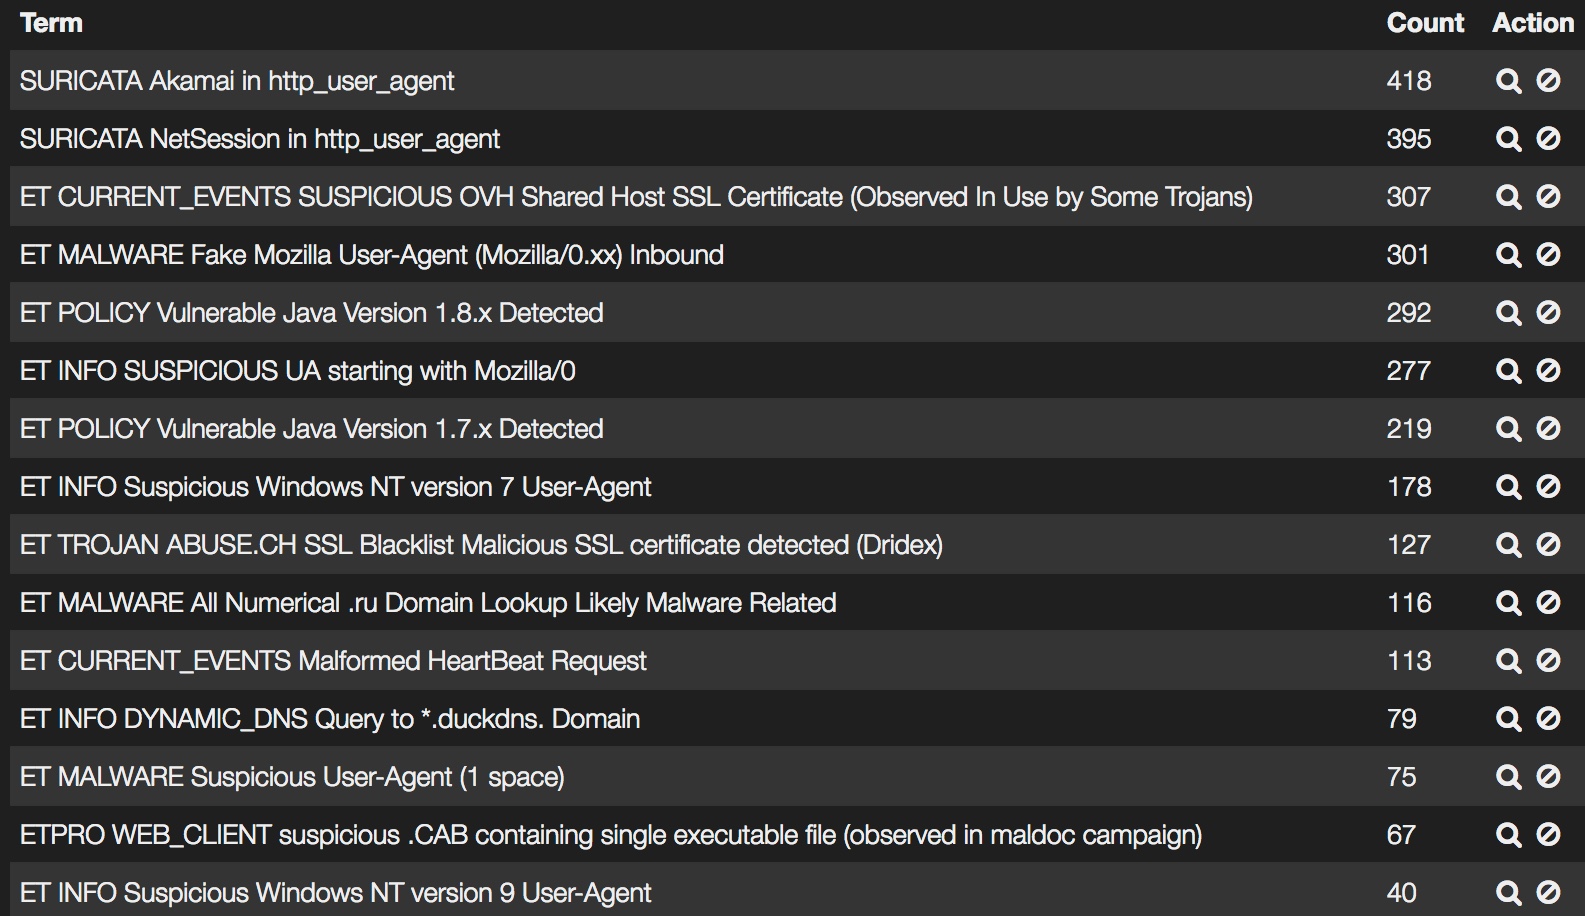 Term Count Action
SURICATA Akamai in http_user_agent 418
SURICATA NetSession in http_user_agent 395
ET CURRENT_EVENTS SUSPICIOUS OVH Shared Host SSL Certificate (Observed In Use by Some Trojans) 307
ET MALWARE Fake Mozilla User-Agent (Mozilla/0.xx) Inbound 301
ET POLICY Vulnerable Java Version 1.8.x Detected 292
ET INFO SUSPICIOUS UA starting with Mozilla/0 277
ET POLICY Vulnerable Java Version 1.7.x Detected 219
ET INFO Suspicious Windows NT version 7 User-Agent 178
ET TROJAN ABUSE.CH SSL Blacklist Malicious SSL certificate detected (Dridex) 127
ET MALWARE All Numerical .ru Domain Lookup Likely Malware Related 116
ET CURRENT_EVENTS Malformed HeartBeat Request 113
ET INFO DYNAMIC_DNS Query to *.duckdns. Domain 79
ET MALWARE Suspicious User-Agent (1 space) 75
ETPRO WEB_CLIENT suspicious .CAB containing single executable file (observed in maldoc campaign) 67
ET INFO Suspicious Windows NT version 9 User-Agent 40